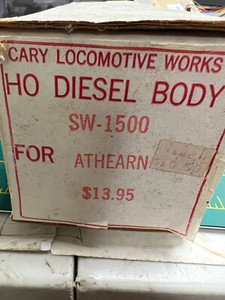 CARY LOCOMOTIVE WORKS
HO DIESEL BODY
SW-1500
FOR ATHEARN
$13.95